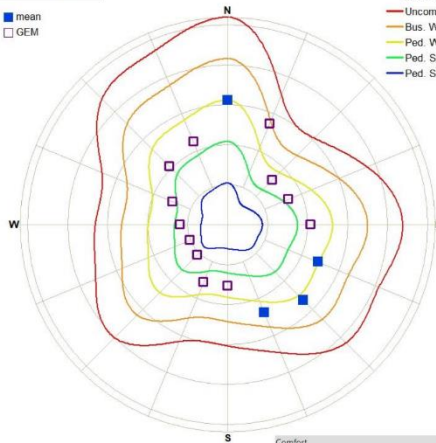 N
mean
GEM
Uncom
Bus. W
Ped. W
Ped. S
Ped. S
W
S
Comfort